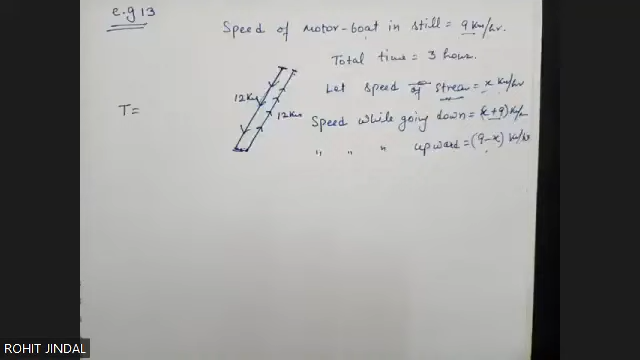 e.g 13
Speed of motor-boat in still = 9 Km/hr.
Total time = 3 hour.
Let speed of stream = x Km/hr
12 Km
12 Km
T =
Speed while going down = (x+9) Km/hr
" " " upward = (9-x) Km/hr
ROHIT JINDAL